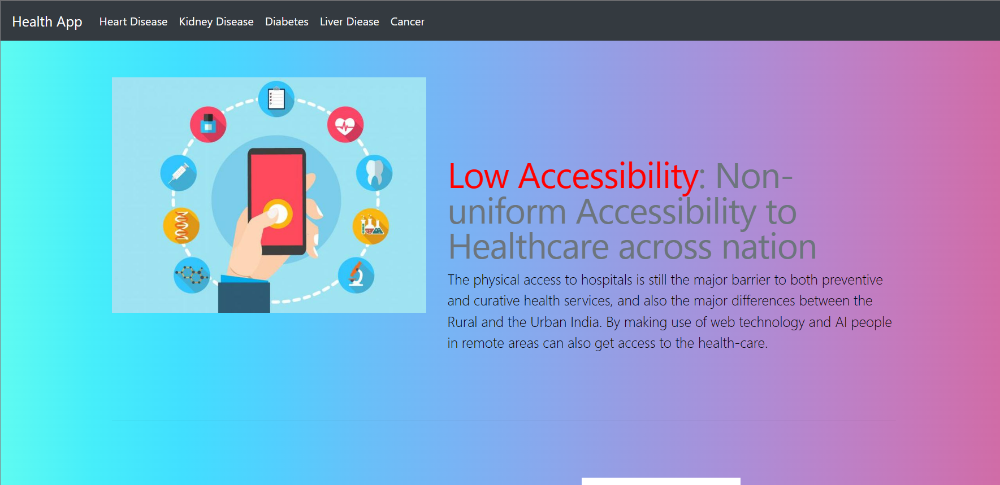 Health App Heart Disease Kidney Disease Diabetes Liver Diease Cancer
Low Accessibility: Non-
uniform Accessibility to
Healthcare across nation
The physical access to hospitals is still the major barrier to both preventive
and curative health services, and also the major differences between the
Rural and the Urban India. By making use of web technology and AI people
in remote areas can also get access to the health-care.